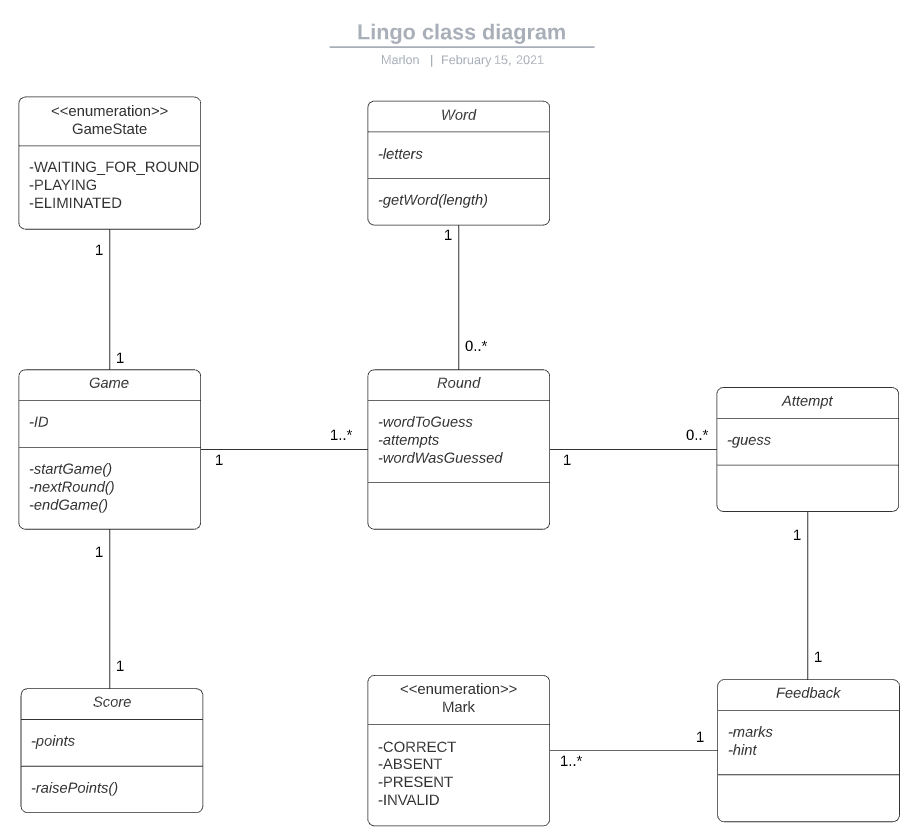 Lingo class diagram
Marlon | February 15, 2021
<<enumeration>>
GameState
-WAITING_FOR_ROUND
-PLAYING
-ELIMINATED
Word
-letters
-getWord(length)
1
1
1
0..*
Game
-ID
-startGame()
-nextRound()
-endGame()
1..*
1
Round
-wordToGuess
-attempts
-wordWasGuessed
0..*
1
Attempt
-guess
1
1
1
1
Score
-points
-raisePoints()
<<enumeration>>
Mark
-CORRECT
-ABSENT
-PRESENT
-INVALID
1
1..*
Feedback
-marks
-hint